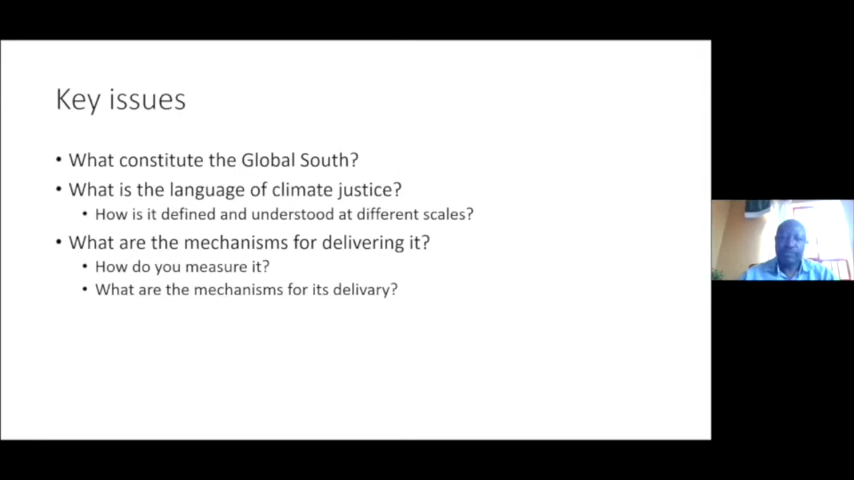 Key issues
• What constitute the Global South?
• What is the language of climate justice?
• How is it defined and understood at different scales?
• What are the mechanisms for delivering it?
• How do you measure it?
• What are the mechanisms for its delivary?